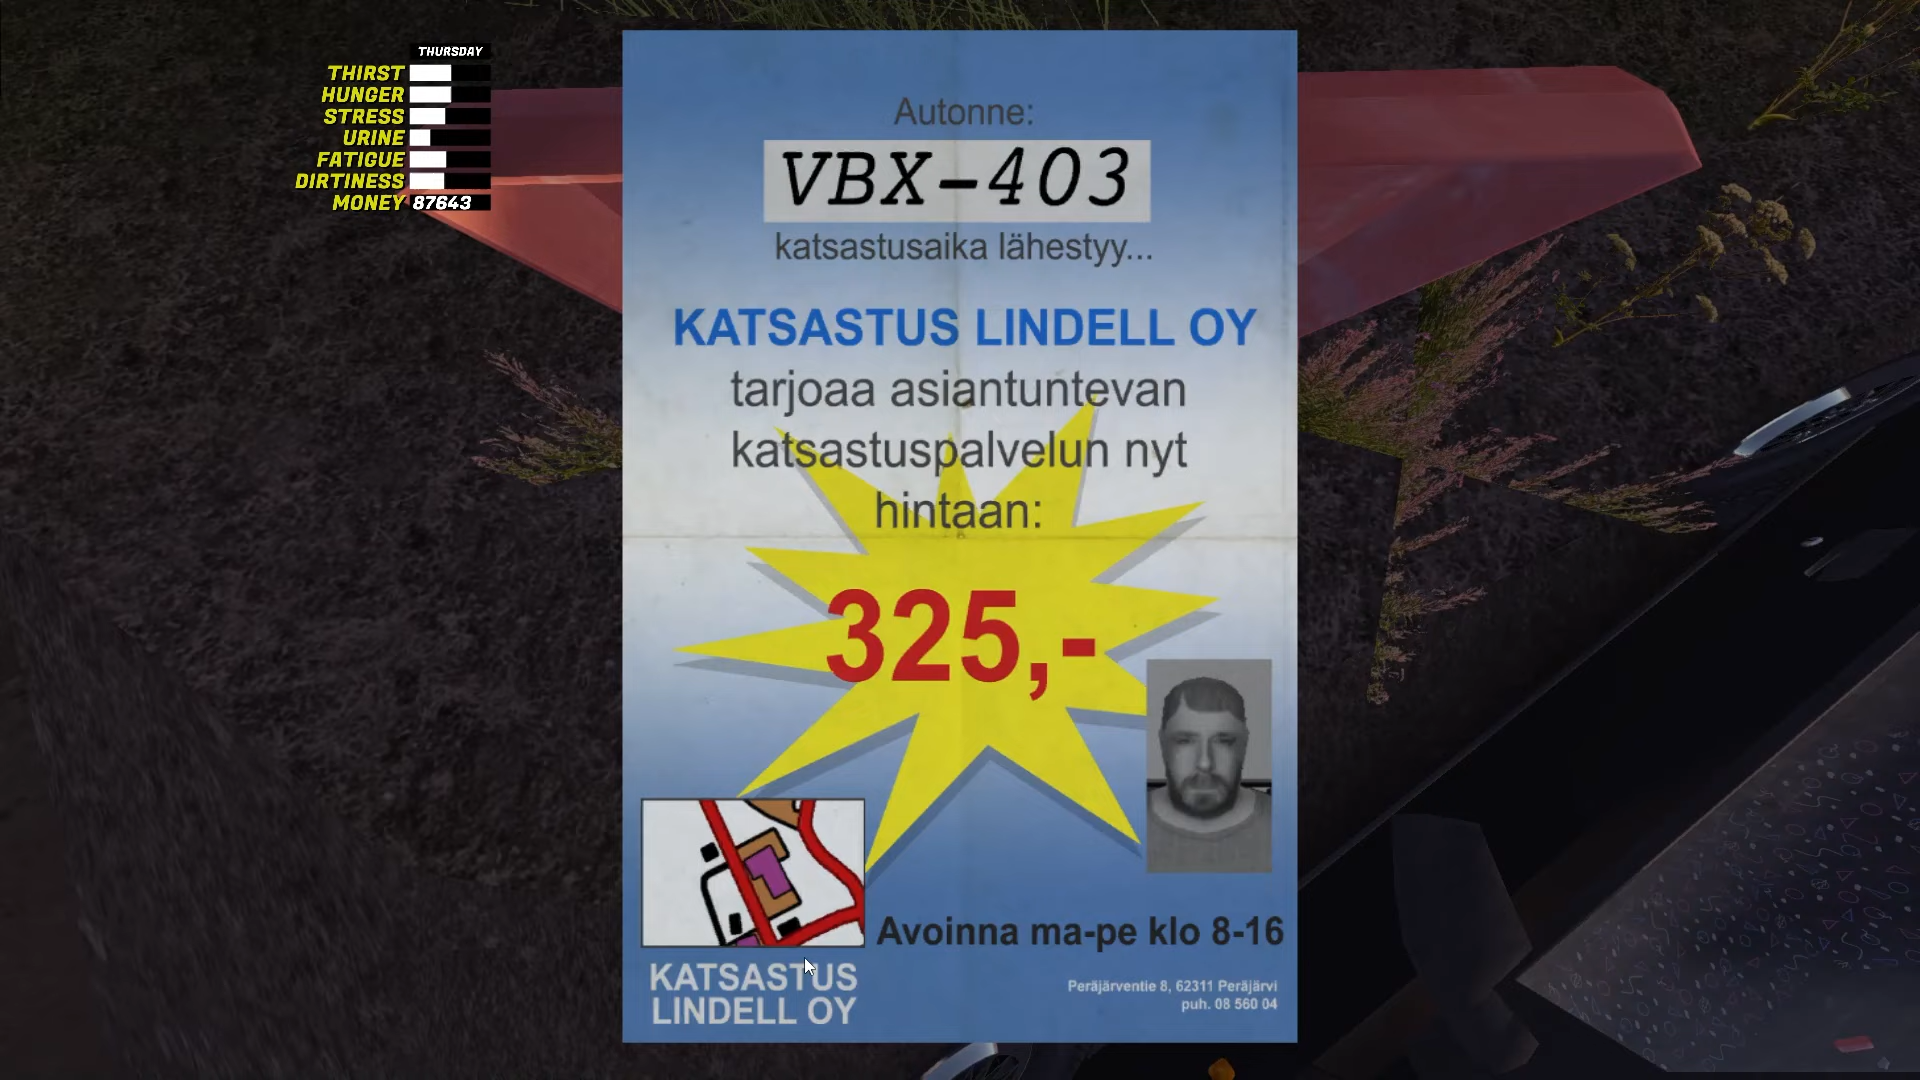 THURSDAY
THIRST
HUNGER
STRESS
URINE
FATIGUE
DIRTINESS
MONEY 87643
Autonne:
VBX-403
katsastusaika lähestyy...
KATSASTUS LINDELL OY
tarjoaa asiantuntevan
katsastuspalvelun nyt
hintaan:
325,-
Avoinna ma-pe klo 8-16
KATSASTUS
LINDELL OY
Peräjärventie 8, 62311 Peräjärvi
puh. 08 560 04